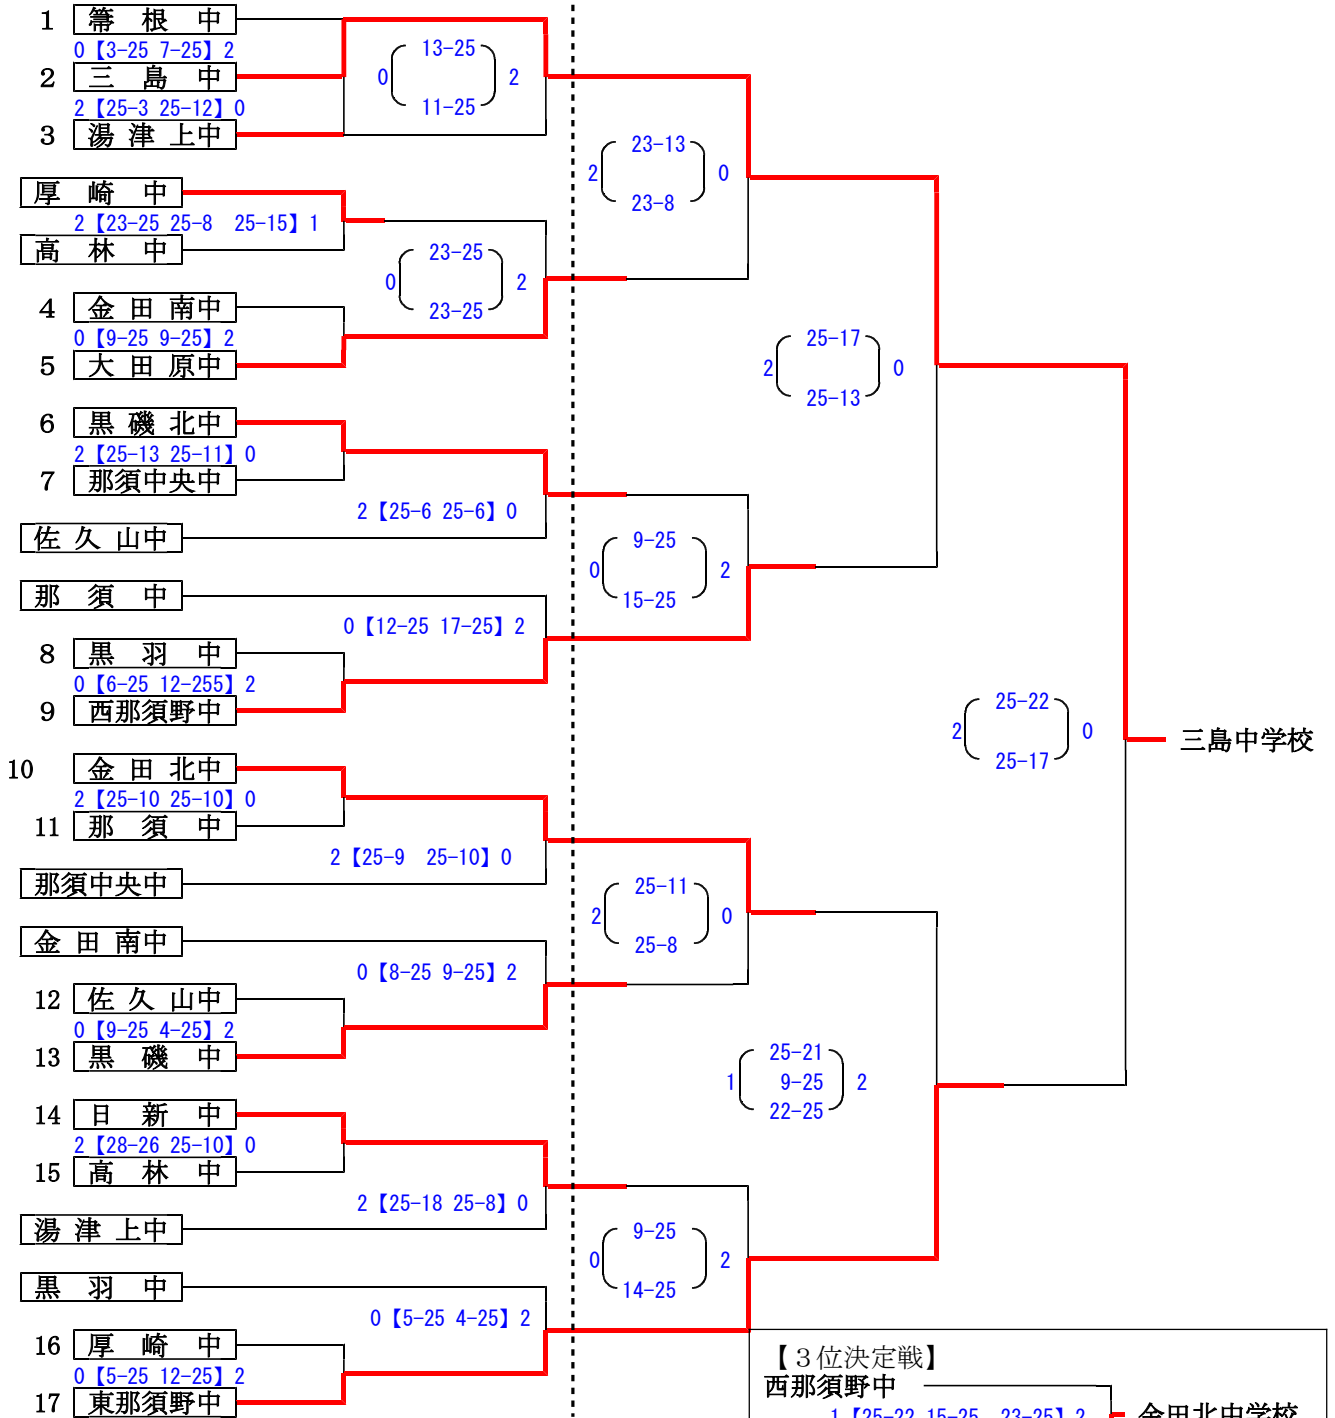 1 箒根中
0【3-25 7-25】2
2 三島中
2【25-3 25-12】0
3 湯津上中
13-25
0 2
11-25
厚崎中
2【23-25 25-8 25-15】1
高林中
23-25
0 2
23-25
4 金田南中
0【9-25 9-25】2
5 大田原中
23-13
2 0
23-8
6 黒磯北中
2【25-13 25-11】0
7 那須中央中
2【25-6 25-6】0
佐久山中
那須中
0【12-25 17-25】2
8 黒羽中
0【6-25 12-255】2
9 西那須野中
9-25
0 2
15-25
25-17
2 0
25-13
10 金田北中
2【25-10 25-10】0
11 那須中
2【25-9 25-10】0
那須中央中
金田南中
0【8-25 9-25】2
12 佐久山中
0【9-25 4-25】2
13 黒磯中
25-11
2 0
25-8
14 日新中
2【28-26 25-10】0
15 高林中
2【25-18 25-8】0
湯津上中
黒羽中
0【5-25 4-25】2
16 厚崎中
0【5-25 12-25】2
17 東那須野中
9-25
0 2
14-25
25-21
1 9-25 2
22-25
25-22
2 0
25-17
三島中学校
【3位決定戦】
西那須野中
1【25-22 15-25 23-25】2
金田北中学校